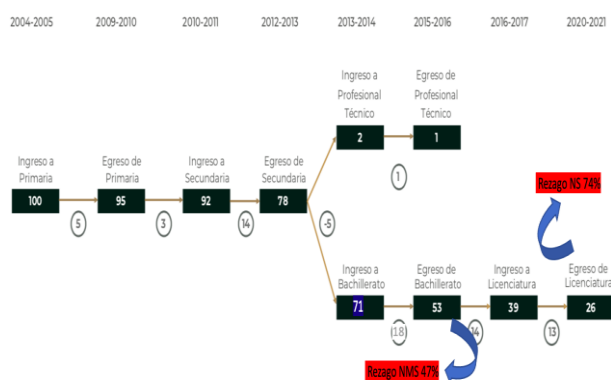 2004-2005 2009-2010 2010-2011 2012-2013 2013-2014 2015-2016 2016-2017 2020-2021
Ingreso a Profesional Técnico
2
Egreso de Profesional Técnico
1
1
Ingreso a Primaria
100
5
Egreso de Primaria
95
3
Ingreso a Secundaria
92
14
Egreso de Secundaria
78
-5
Rezago NS 74%
Ingreso a Bachillerato
71
(18)
Egreso de Bachillerato
53
14
Ingreso a Licenciatura
39
13
Egreso de Licenciatura
26
Rezago NMS 47%